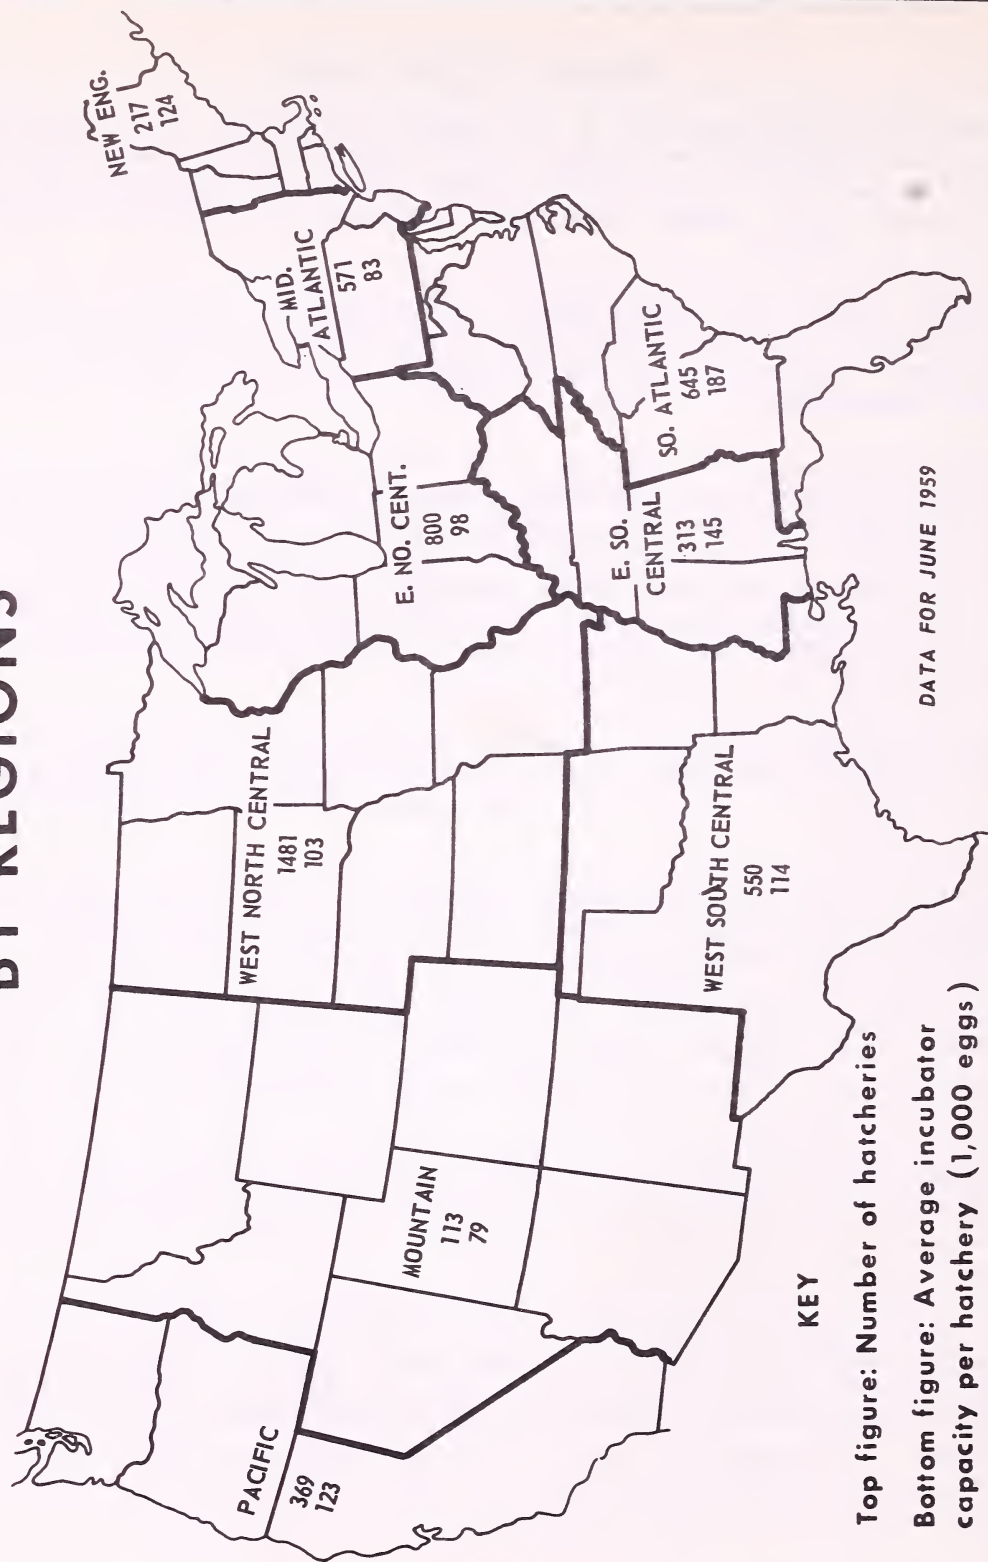 BY REGIONS
NEW ENG.
217
124
MID.
ATLANTIC
571
83
E. NO. CENT.
800
98
SO. ATLANTIC
645
187
E. SO.
CENTRAL
313
145
WEST NORTH CENTRAL
1481
103
WEST SOUTH CENTRAL
550
114
MOUNTAIN
113
79
PACIFIC
369
123
DATA FOR JUNE 1959
KEY
Top figure: Number of hatcheries
Bottom figure: Average incubator
capacity per hatchery (1,000 eggs)